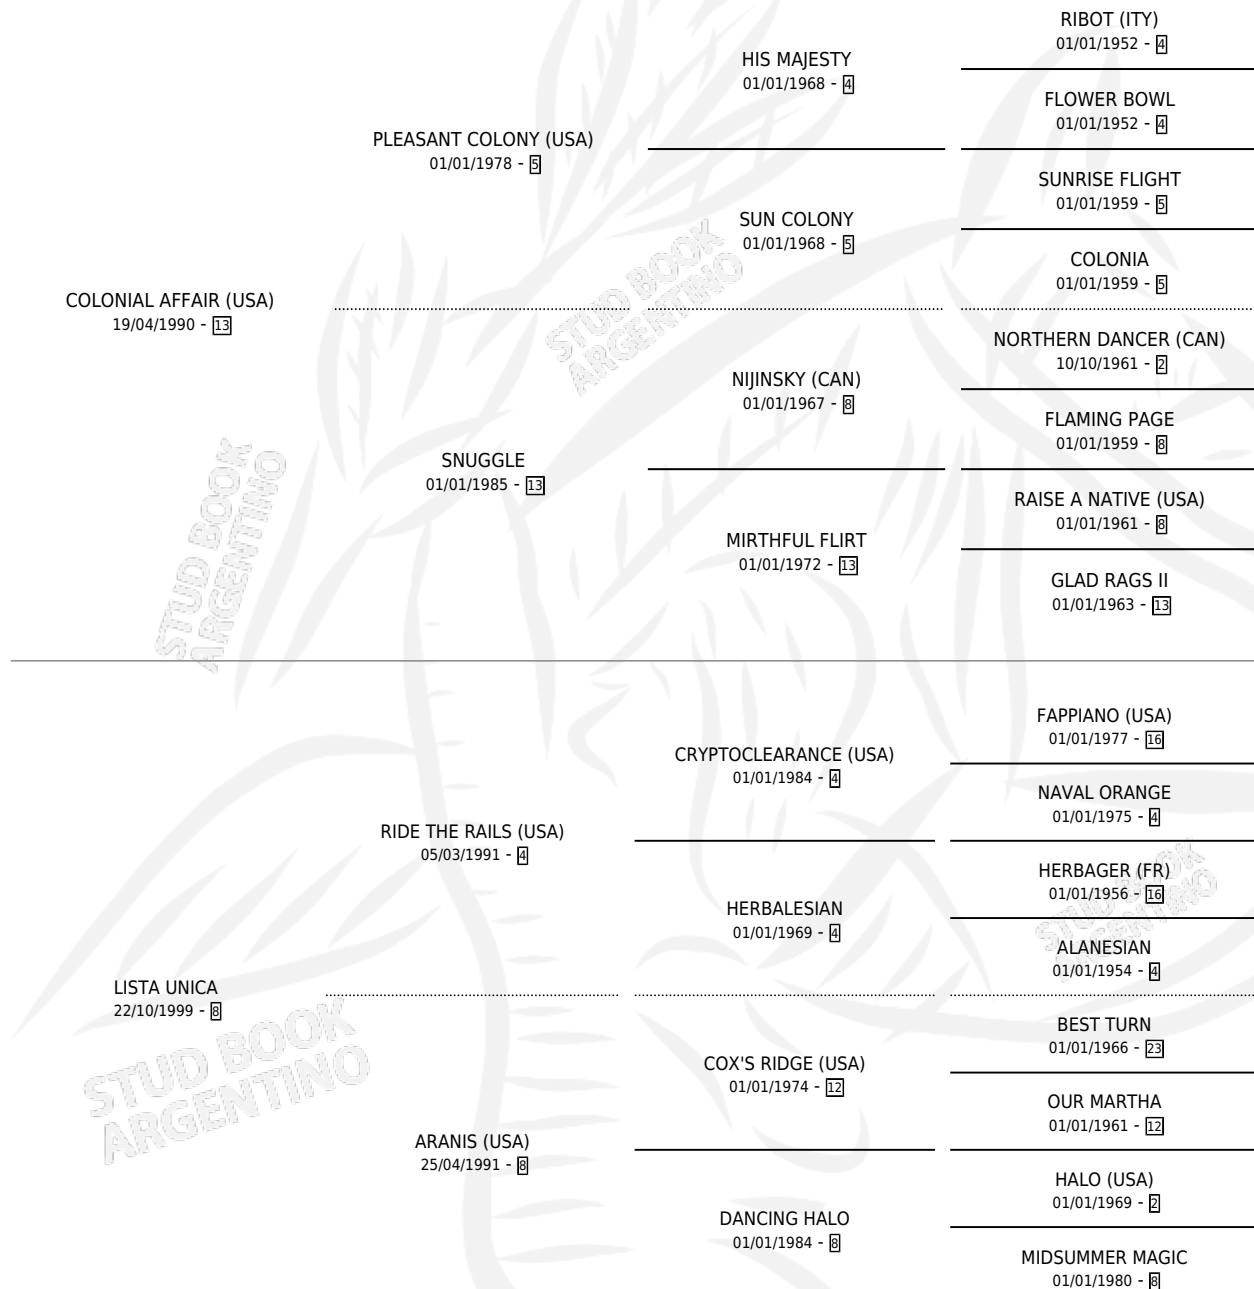 RIBOT (ITY)
01/01/1952 - 4
HIS MAJESTY
01/01/1968 - 4
FLOWER BOWL
01/01/1952 - 4
PLEASANT COLONY (USA)
01/01/1978 - 5
SUNRISE FLIGHT
01/01/1959 - 5
SUN COLONY
01/01/1968 - 5
COLONIA
01/01/1959 - 5
COLONIAL AFFAIR (USA)
19/04/1990 - 13
NORTHERN DANCER (CAN)
10/10/1961 - 2
NIJINSKY (CAN)
01/01/1967 - 8
FLAMING PAGE
01/01/1959 - 8
SNUGGLE
01/01/1985 - 13
RAISE A NATIVE (USA)
01/01/1961 - 8
MIRTHFUL FLIRT
01/01/1972 - 13
GLAD RAGS II
01/01/1963 - 13
FAPPIANO (USA)
01/01/1977 - 16
CRYPTOCLEARANCE (USA)
01/01/1984 - 4
NAVAL ORANGE
01/01/1975 - 4
RIDE THE RAILS (USA)
05/03/1991 - 4
HERBAGER (FR)
01/01/1956 - 16
HERBALESIAN
01/01/1969 - 4
ALANESIAN
01/01/1954 - 4
LISTA UNICA
22/10/1999 - 8
BEST TURN
01/01/1966 - 23
COX'S RIDGE (USA)
01/01/1974 - 12
OUR MARTHA
01/01/1961 - 12
ARANIS (USA)
25/04/1991 - 8
HALO (USA)
01/01/1969 - 2
DANCING HALO
01/01/1984 - 8
MIDSUMMER MAGIC
01/01/1980 - 8
STUD BOOK
ARGENTINO
STUD BOOK
ARGENTINO
STUD BOOK
ARGENTINO
STUD BOOK
ARGENTINO